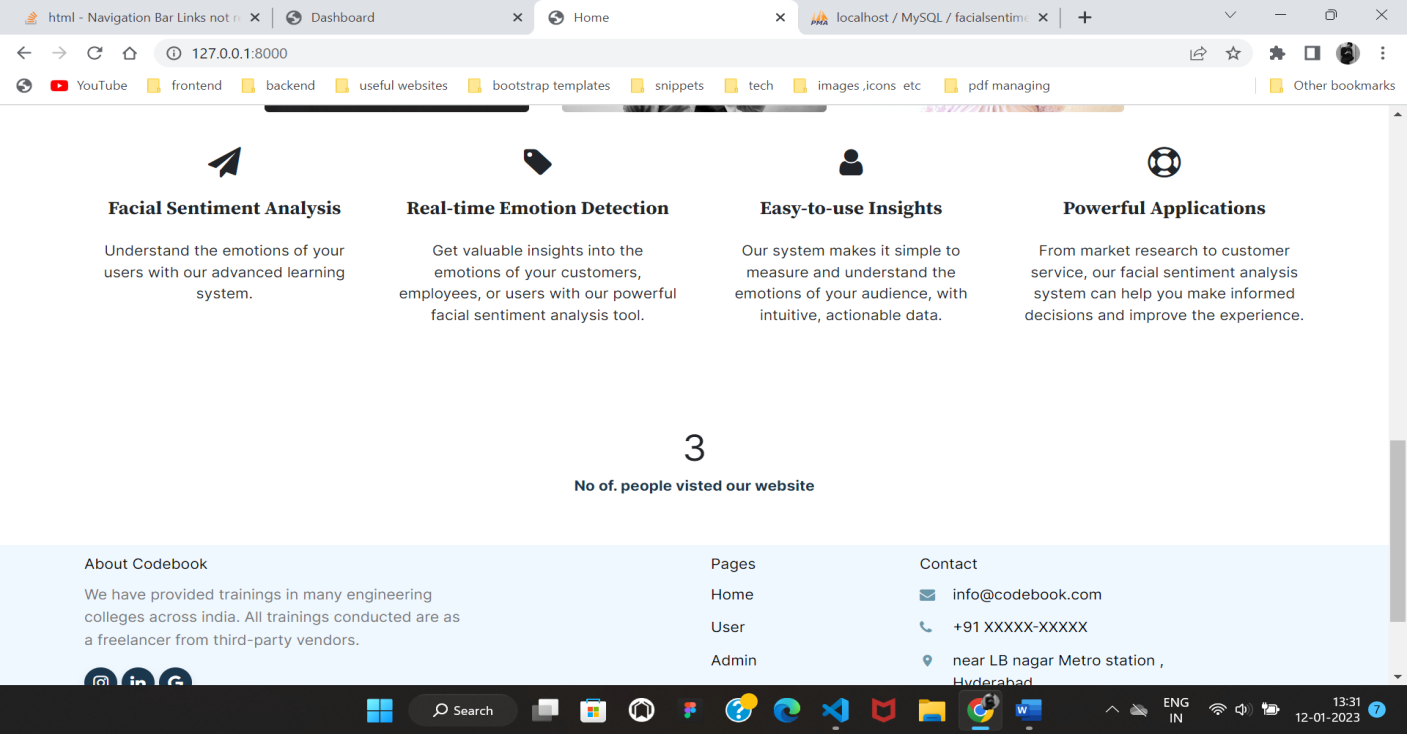 html - Navigation Bar Links not r
Dashboard
Home
localhost / MySQL / facialsentime
127.0.0.1:8000
YouTube
frontend
backend
useful websites
bootstrap templates
snippets
tech
images ,icons etc
pdf managing
Other bookmarks
Facial Sentiment Analysis
Understand the emotions of your
users with our advanced learning
system.
Real-time Emotion Detection
Get valuable insights into the
emotions of your customers,
employees, or users with our powerful
facial sentiment analysis tool.
Easy-to-use Insights
Our system makes it simple to
measure and understand the
emotions of your audience, with
intuitive, actionable data.
Powerful Applications
From market research to customer
service, our facial sentiment analysis
system can help you make informed
decisions and improve the experience.
3
No of. people visted our website
About Codebook
We have provided trainings in many engineering
colleges across india. All trainings conducted are as
a freelancer from third-party vendors.
Pages
Home
User
Admin
Contact
info@codebook.com
+91 XXXXX-XXXXX
near LB nagar Metro station ,
Hyderabad
Search
ENG
IN
13:31
12-01-2023
7